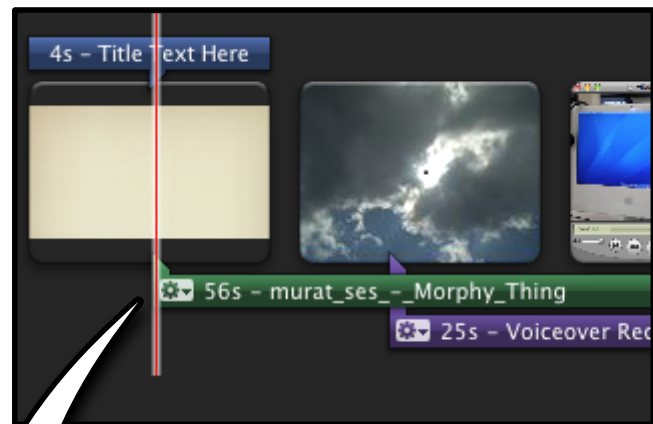 4s – Title Text Here
56s – murat_ses_-_Morphy_Thing
25s – Voiceover Rec